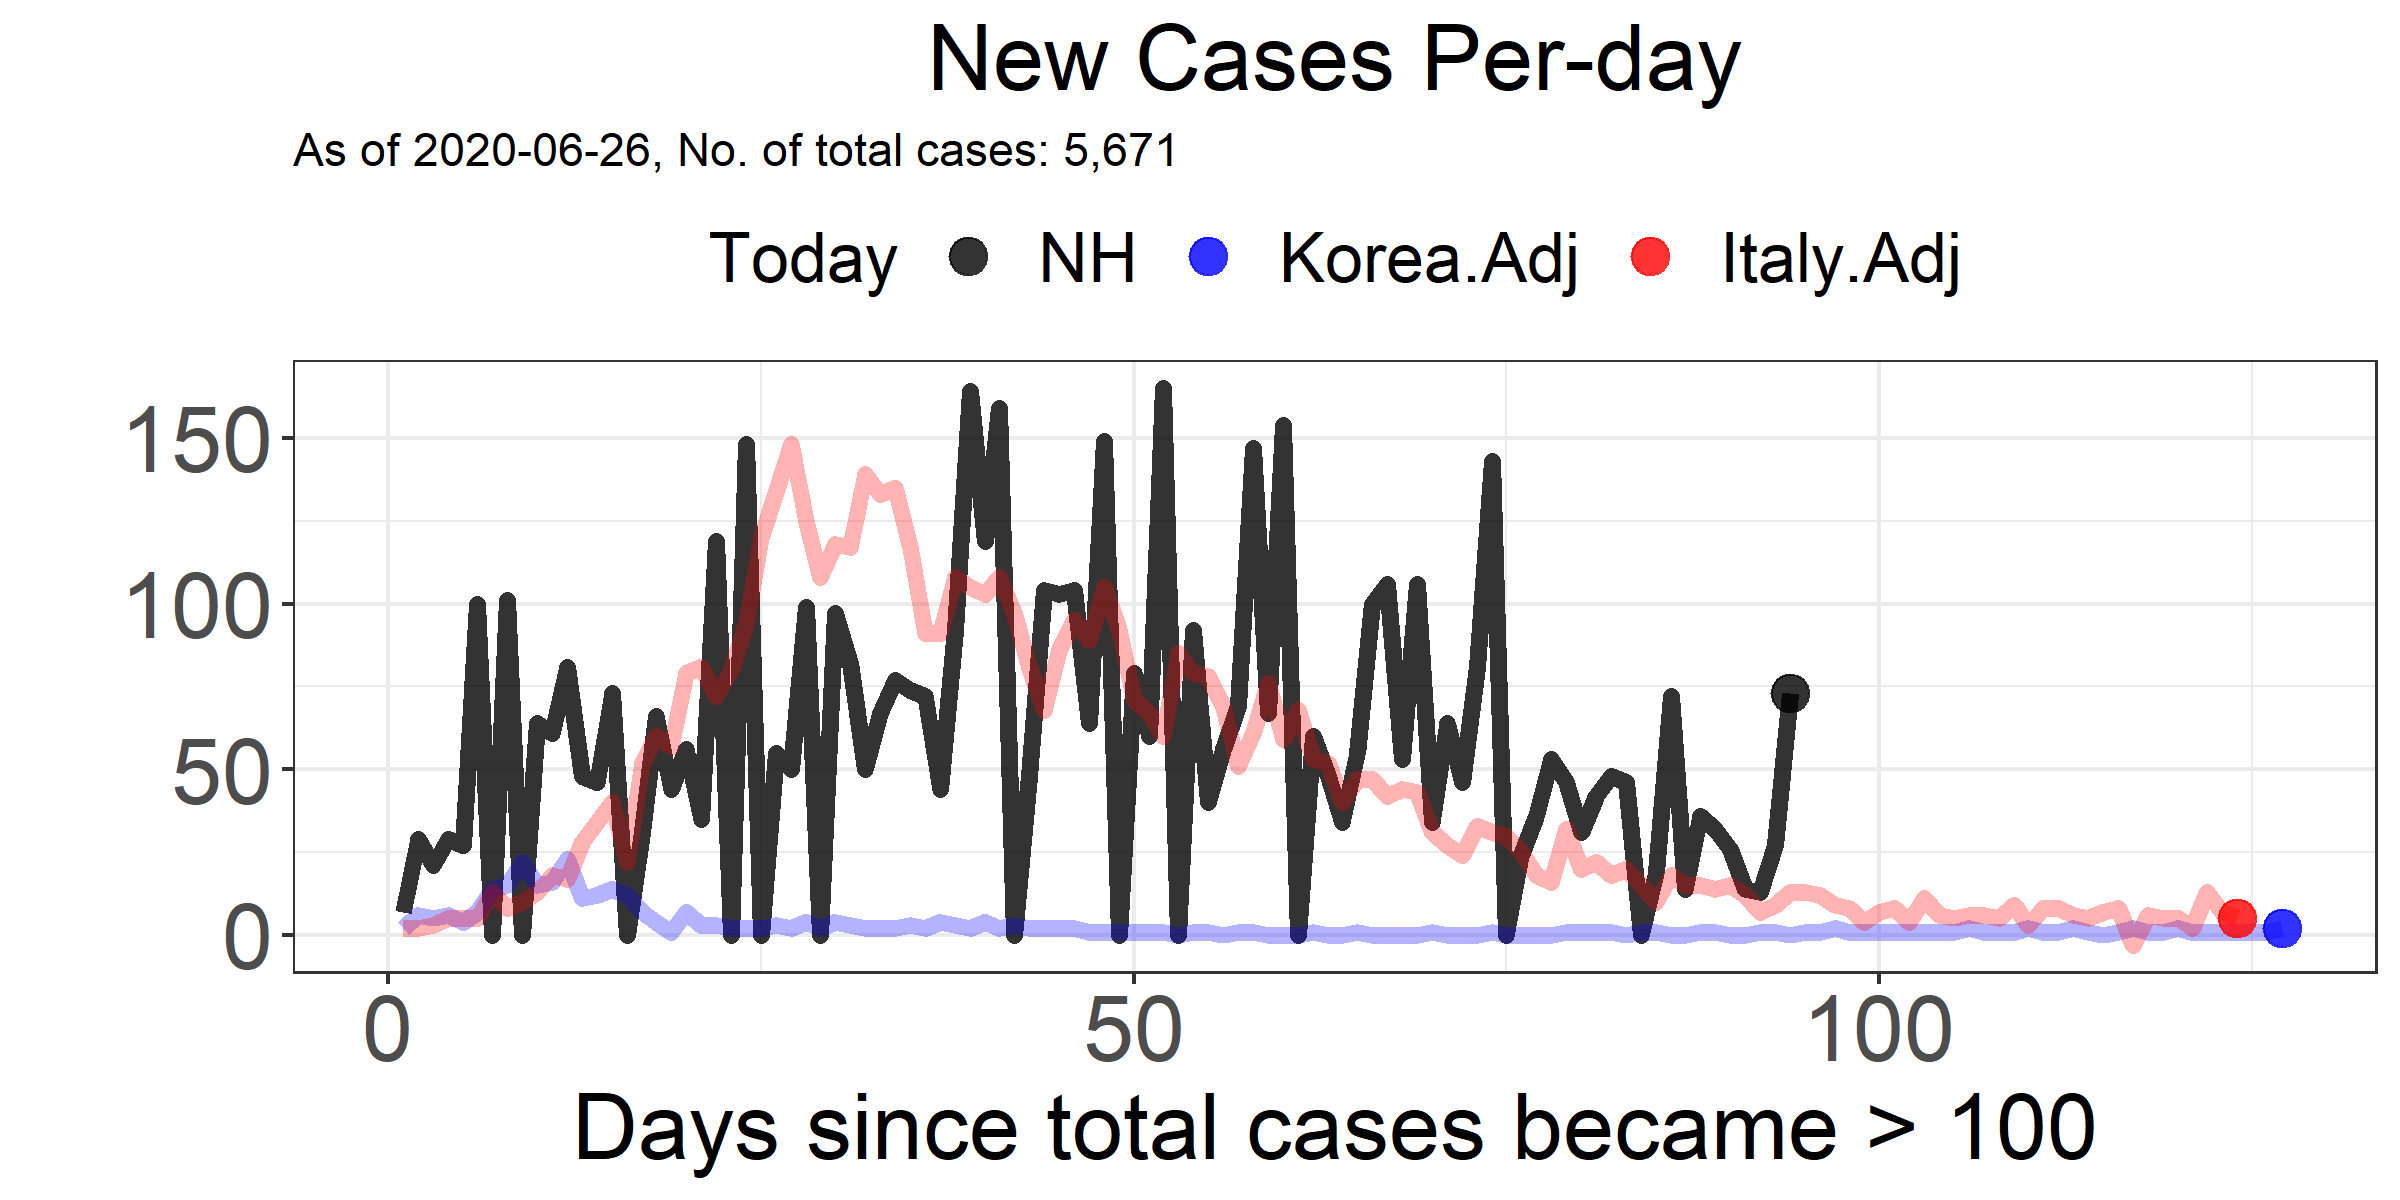 New Cases Per-day
As of 2020-06-26, No. of total cases: 5,671
Today NH Korea.Adj Italy.Adj
150
100
50
0
0 50 100
Days since total cases became > 100